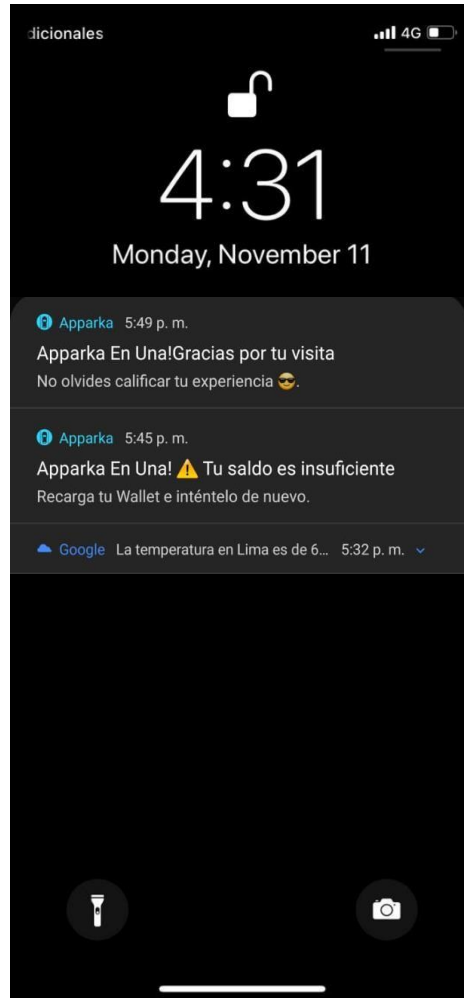 dicionales 4G
4:31
Monday, November 11
Apparka 5:49 p. m.
Apparka En Una!Gracias por tu visita
No olvides calificar tu experiencia 😎.
Apparka 5:45 p. m.
Apparka En Una! ⚠️ Tu saldo es insuficiente
Recarga tu Wallet e inténtelo de nuevo.
Google La temperatura en Lima es de 6... 5:32 p. m.